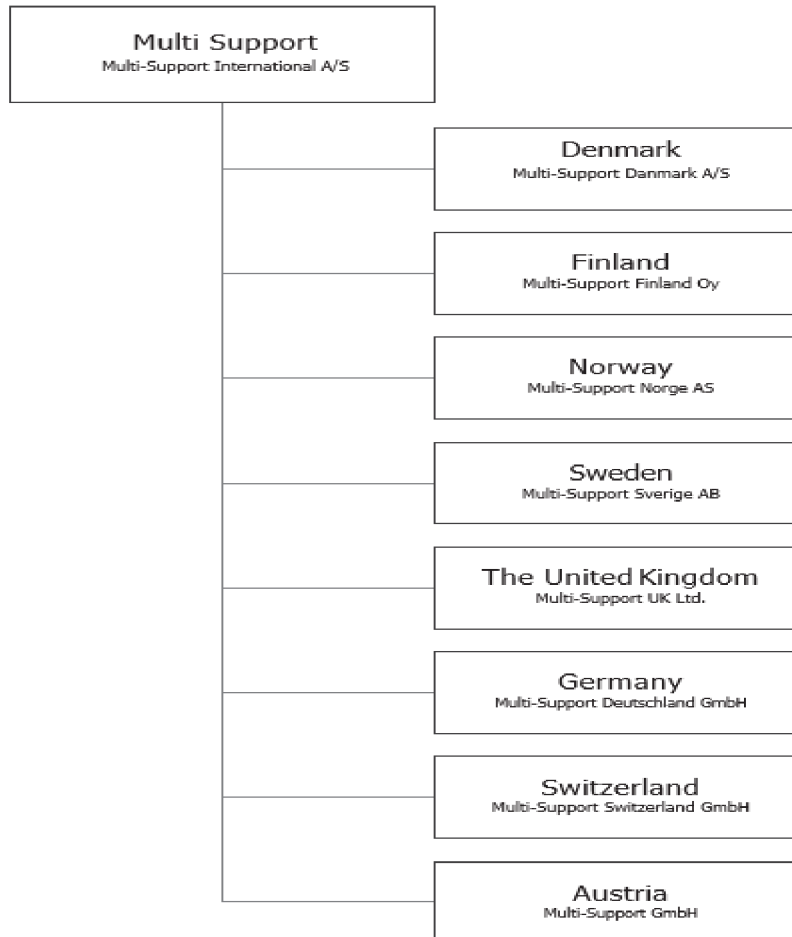 Multi Support
Multi-Support International A/S
Denmark
Multi-Support Danmark A/S
Finland
Multi-Support Finland Oy
Norway
Multi-Support Norge AS
Sweden
Multi-Support Sverige AB
The United Kingdom
Multi-Support UK Ltd.
Germany
Multi-Support Deutschland GmbH
Switzerland
Multi-Support Switzerland GmbH
Austria
Multi-Support GmbH